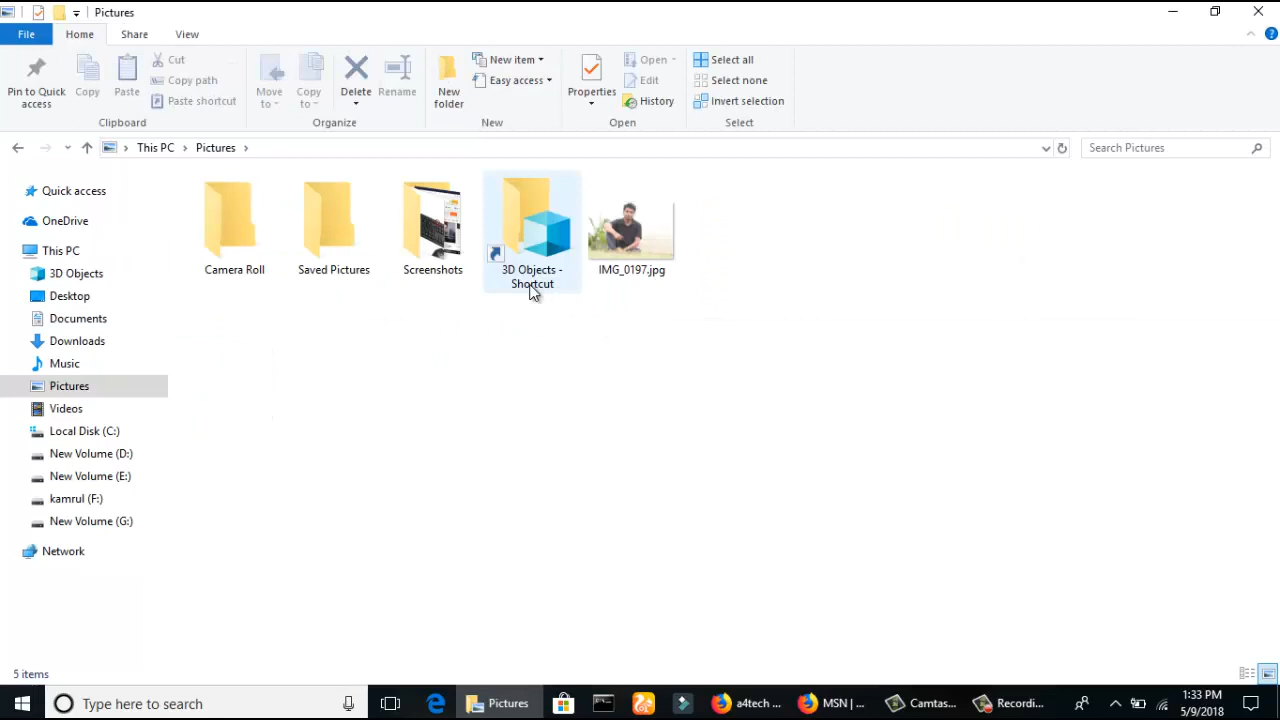 Pictures
File Home Share View
Pin to Quick access
Copy
Paste
Cut
Copy path
Paste shortcut
Clipboard
Move to
Copy to
Delete
Rename
Organize
New folder
New item
Easy access
New
Properties
Open
Edit
History
Open
Select all
Select none
Invert selection
Select
This PC > Pictures >
Search Pictures
Quick access
OneDrive
This PC
3D Objects
Desktop
Documents
Downloads
Music
Pictures
Videos
Local Disk (C:)
New Volume (D:)
New Volume (E:)
kamrul (F:)
New Volume (G:)
Network
Camera Roll
Saved Pictures
Screenshots
3D Objects -
Shortcut
IMG_0197.jpg
5 items
Type here to search
Pictures
a4tech ...
MSN | ...
Camtas...
Recordi...
1:33 PM
5/9/2018